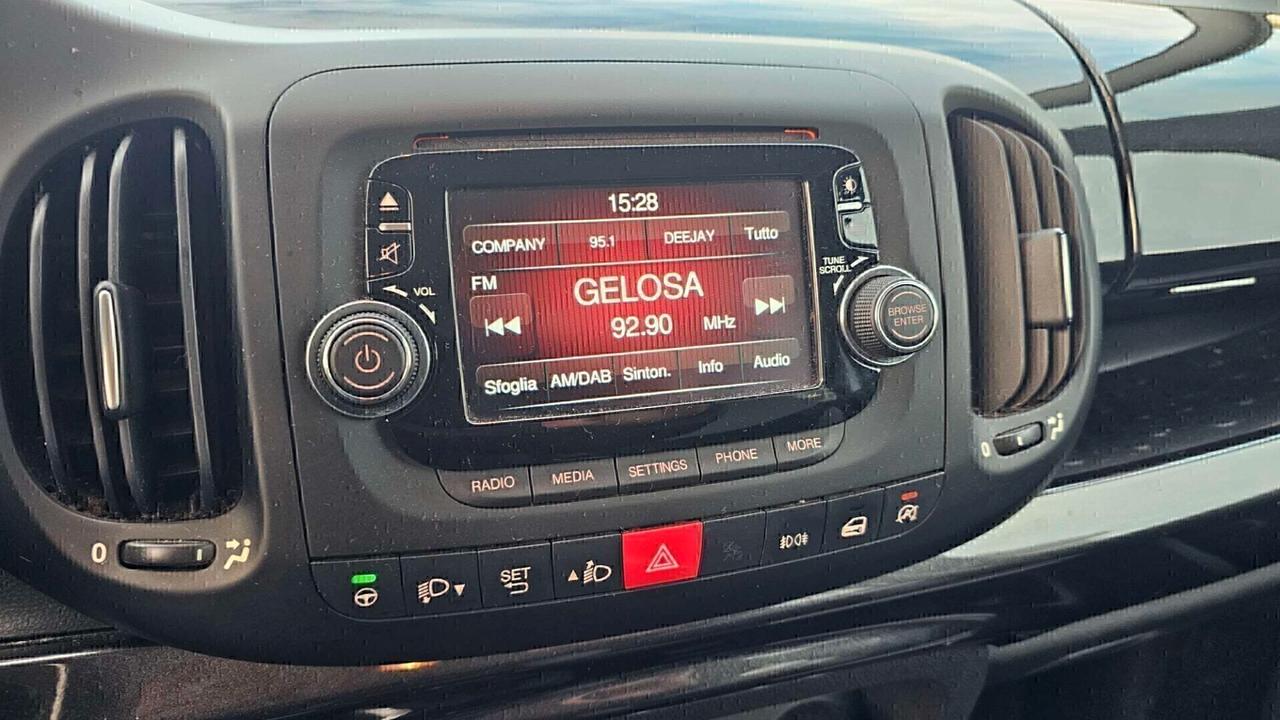 15:28
COMPANY 95.1 DEEJAY Tutto
FM
GELOSA
92.90 MHz
Sfoglia AM/DAB Sinton. Info Audio
VOL
TUNE
SCROLL
BROWSE
ENTER
RADIO MEDIA SETTINGS PHONE MORE
0
0
SET